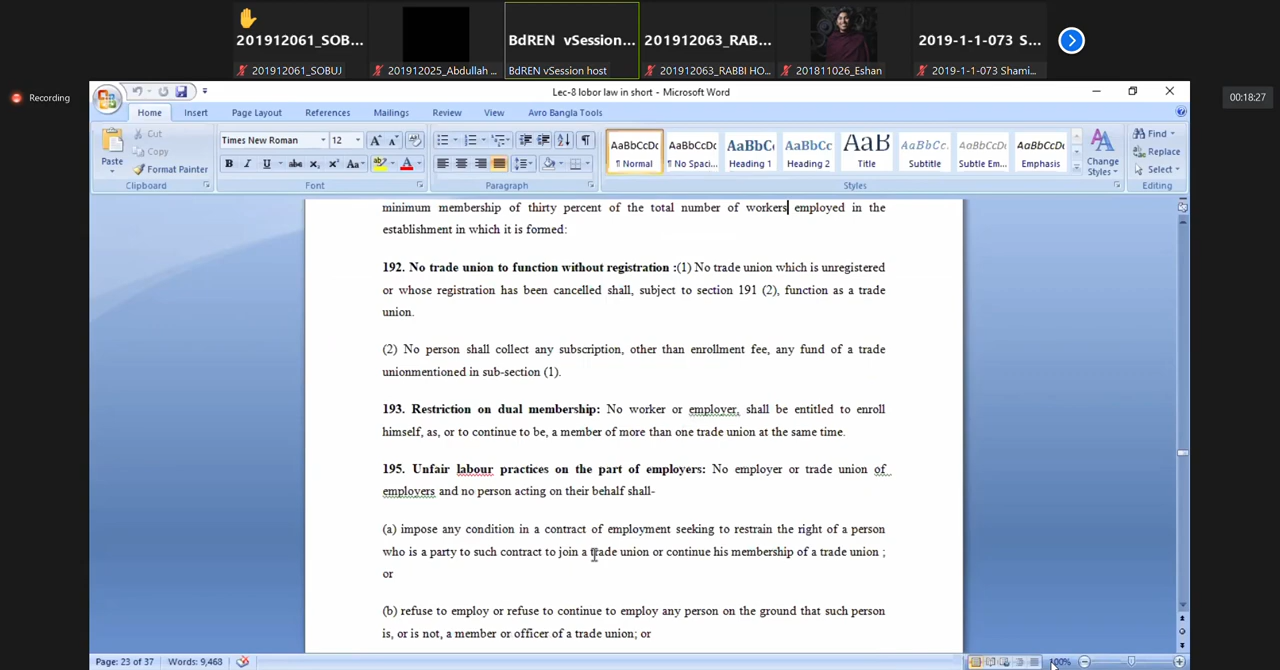 201912061_SOB...
BdREN vSession...
201912063_RAB...
2019-1-1-073 S...
201912061_SOBUJ
201912025_Abdullah ...
BdREN vSession host
201912063_RABBI HO...
201811026_Eshan
2019-1-1-073 Shami...
Recording
00:18:27
Lec-8 lobor law in short - Microsoft Word
Home Insert Page Layout References Mailings Review View Avro Bangla Tools
Paste
Cut
Copy
Format Painter
Clipboard
Times New Roman 12
Font
Paragraph
AaBbCcDc AaBbCcDc AaBbC AaBbCc AaB AaBbCc. AaBbCcDc AaBbCcDc
¶ Normal ¶ No Spaci... Heading 1 Heading 2 Title Subtitle Subtle Em... Emphasis
Change
Styles
Styles
Find
Replace
Select
Editing
minimum membership of thirty percent of the total number of workers employed in the
establishment in which it is formed:
192. No trade union to function without registration :(1) No trade union which is unregistered
or whose registration has been cancelled shall, subject to section 191 (2), function as a trade
union.
(2) No person shall collect any subscription, other than enrollment fee, any fund of a trade
unionmentioned in sub-section (1).
193. Restriction on dual membership: No worker or employer, shall be entitled to enroll
himself, as, or to continue to be, a member of more than one trade union at the same time.
195. Unfair labour practices on the part of employers: No employer or trade union of
employers and no person acting on their behalf shall-
(a) impose any condition in a contract of employment seeking to restrain the right of a person
who is a party to such contract to join a trade union or continue his membership of a trade union ;
or
(b) refuse to employ or refuse to continue to employ any person on the ground that such person
is, or is not, a member or officer of a trade union; or
Page: 23 of 37 Words: 9,468 100%